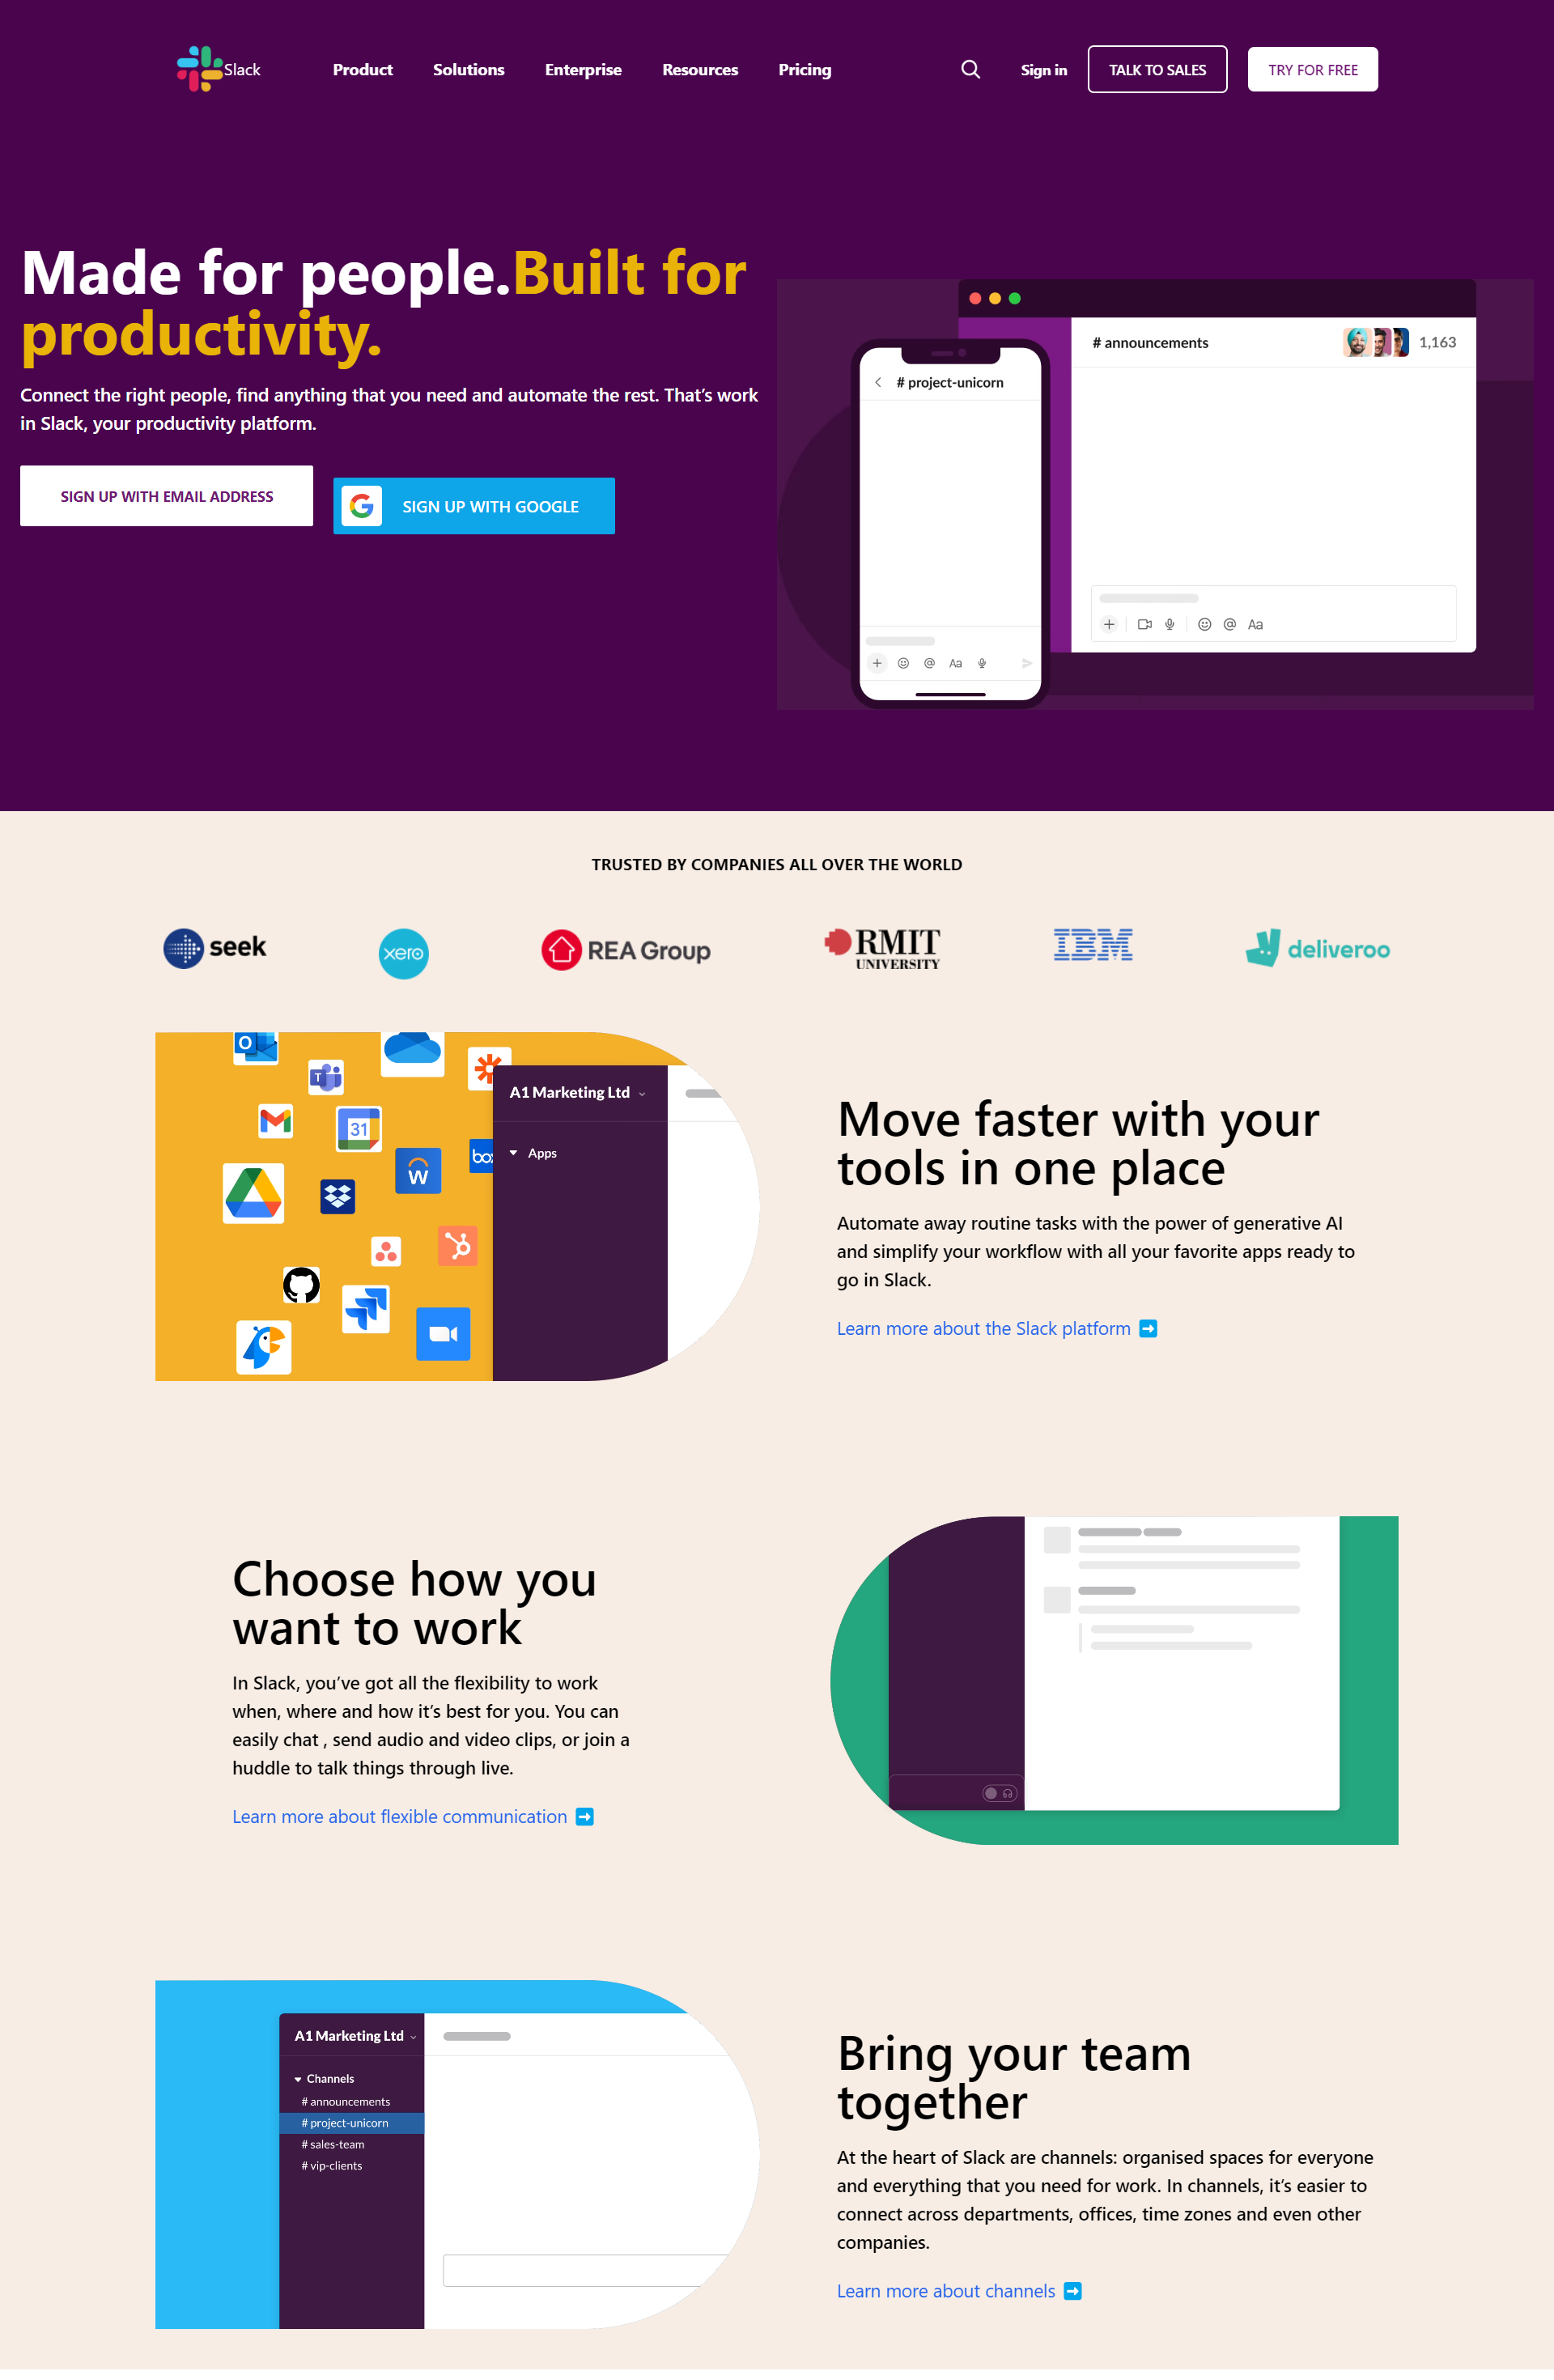 Slack
Product
Solutions
Enterprise
Resources
Pricing
Sign in
TALK TO SALES
TRY FOR FREE
Made for people.Built for
productivity.
Connect the right people, find anything that you need and automate the rest. That’s work
in Slack, your productivity platform.
SIGN UP WITH EMAIL ADDRESS
SIGN UP WITH GOOGLE
# announcements
1,163
# project-unicorn
Aa
Aa
TRUSTED BY COMPANIES ALL OVER THE WORLD
seek
xero
REA Group
RMIT
UNIVERSITY
IBM
deliveroo
O
T
31
W
box
A1 Marketing Ltd
Apps
Move faster with your
tools in one place
Automate away routine tasks with the power of generative AI
and simplify your workflow with all your favorite apps ready to
go in Slack.
Learn more about the Slack platform
Choose how you
want to work
In Slack, you’ve got all the flexibility to work
when, where and how it’s best for you. You can
easily chat , send audio and video clips, or join a
huddle to talk things through live.
Learn more about flexible communication
A1 Marketing Ltd
Channels
# announcements
# project-unicorn
# sales-team
# vip-clients
Bring your team
together
At the heart of Slack are channels: organised spaces for everyone
and everything that you need for work. In channels, it’s easier to
connect across departments, offices, time zones and even other
companies.
Learn more about channels